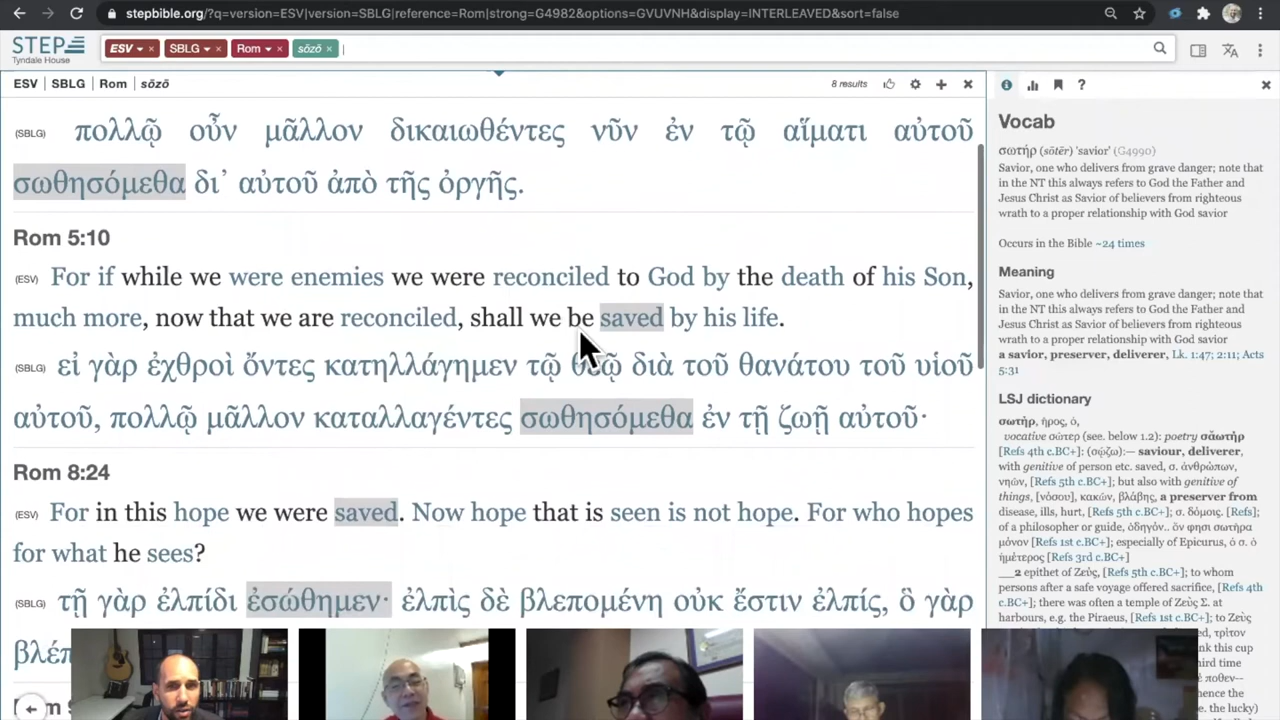 stepbible.org/?q=version=ESV|version=SBLG|reference=Rom|strong=G4982&options=GVUVNH&display=INTERLEAVED&sort=false
STEP
Tyndale House
ESV SBLG Rom sōzō
ESV | SBLG | Rom | sōzō 8 results
(SBLG) πολλῷ οὖν μᾶλλον δικαιωθέντες νῦν ἐν τῷ αἵματι αὐτοῦ
σωθησόμεθα δι᾽ αὐτοῦ ἀπὸ τῆς ὀργῆς.
Rom 5:10
(ESV) For if while we were enemies we were reconciled to God by the death of his Son,
much more, now that we are reconciled, shall we be saved by his life.
(SBLG) εἰ γὰρ ἐχθροὶ ὄντες κατηλλάγημεν τῷ θεῷ διὰ τοῦ θανάτου τοῦ υἱοῦ
αὐτοῦ, πολλῷ μᾶλλον καταλλαγέντες σωθησόμεθα ἐν τῇ ζωῇ αὐτοῦ·
Rom 8:24
(ESV) For in this hope we were saved. Now hope that is seen is not hope. For who hopes
for what he sees?
(SBLG) τῇ γὰρ ἐλπίδι ἐσώθημεν· ἐλπὶς δὲ βλεπομένη οὐκ ἔστιν ἐλπίς, ὃ γὰρ
Vocab
σωτήρ (sōtēr) 'savior' (G4990)
Savior, one who delivers from grave danger; note that
in the NT this always refers to God the Father and
Jesus Christ as Savior of believers from righteous
wrath to a proper relationship with God savior
Occurs in the Bible ~24 times
Meaning
Savior, one who delivers from grave danger; note that
in the NT this always refers to God the Father and
Jesus Christ as Savior of believers from righteous
wrath to a proper relationship with God savior
a savior, preserver, deliverer, Lk. 1:47; 2:11; Acts
5:31
LSJ dictionary
σωτήρ, ῆρος, ὁ,
vocative σῶτερ (see. below 1.2): poetry σαωτήρ
[Refs 4th c.BC+]: (σῴζω):— saviour, deliverer,
with genitive of person etc. saved, σ. ἀνθρώπων,
νηῶν, [Refs 5th c.BC+]; but also with genitive of
things, [νόσου], κακῶν, βλάβης, a preserver from
disease, ills, hurt, [Refs 5th c.BC+]; σ. δόμοις. [Refs];
of a philosopher or guide, ὁδηγὸν.. ὅν φησι σωτῆρα
μόνον [Refs 1st c.BC+]; especially of Epicurus, ὁ σ. ὁ
ἡμέτερος [Refs 3rd c.BC+]
__2 epithet of Ζεύς, [Refs 5th c.BC+]; to whom
persons after a safe voyage offered sacrifice, [Refs 4th
c.BC+]; there was often a temple of Ζεὺς Σ. at
harbours, e.g. the Piraeus, [Refs 1st c.BC+]; to Ζεὺς